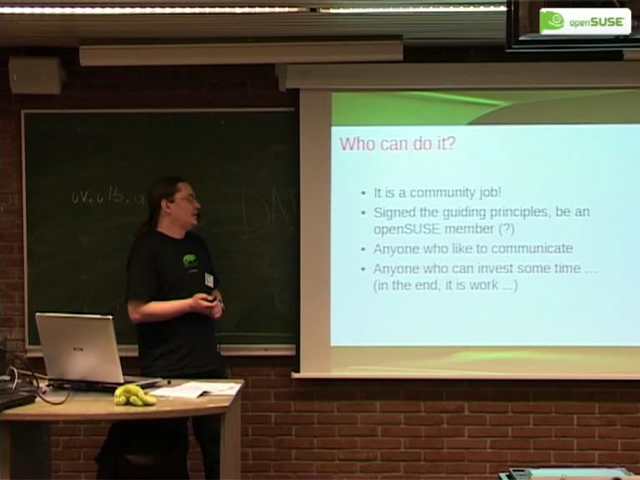 openSUSE
Who can do it?
• It is a community job!
• Signed the guiding principles, be an
openSUSE member (?)
• Anyone who like to communicate
• Anyone who can invest some time ...
(in the end, it is work ...)